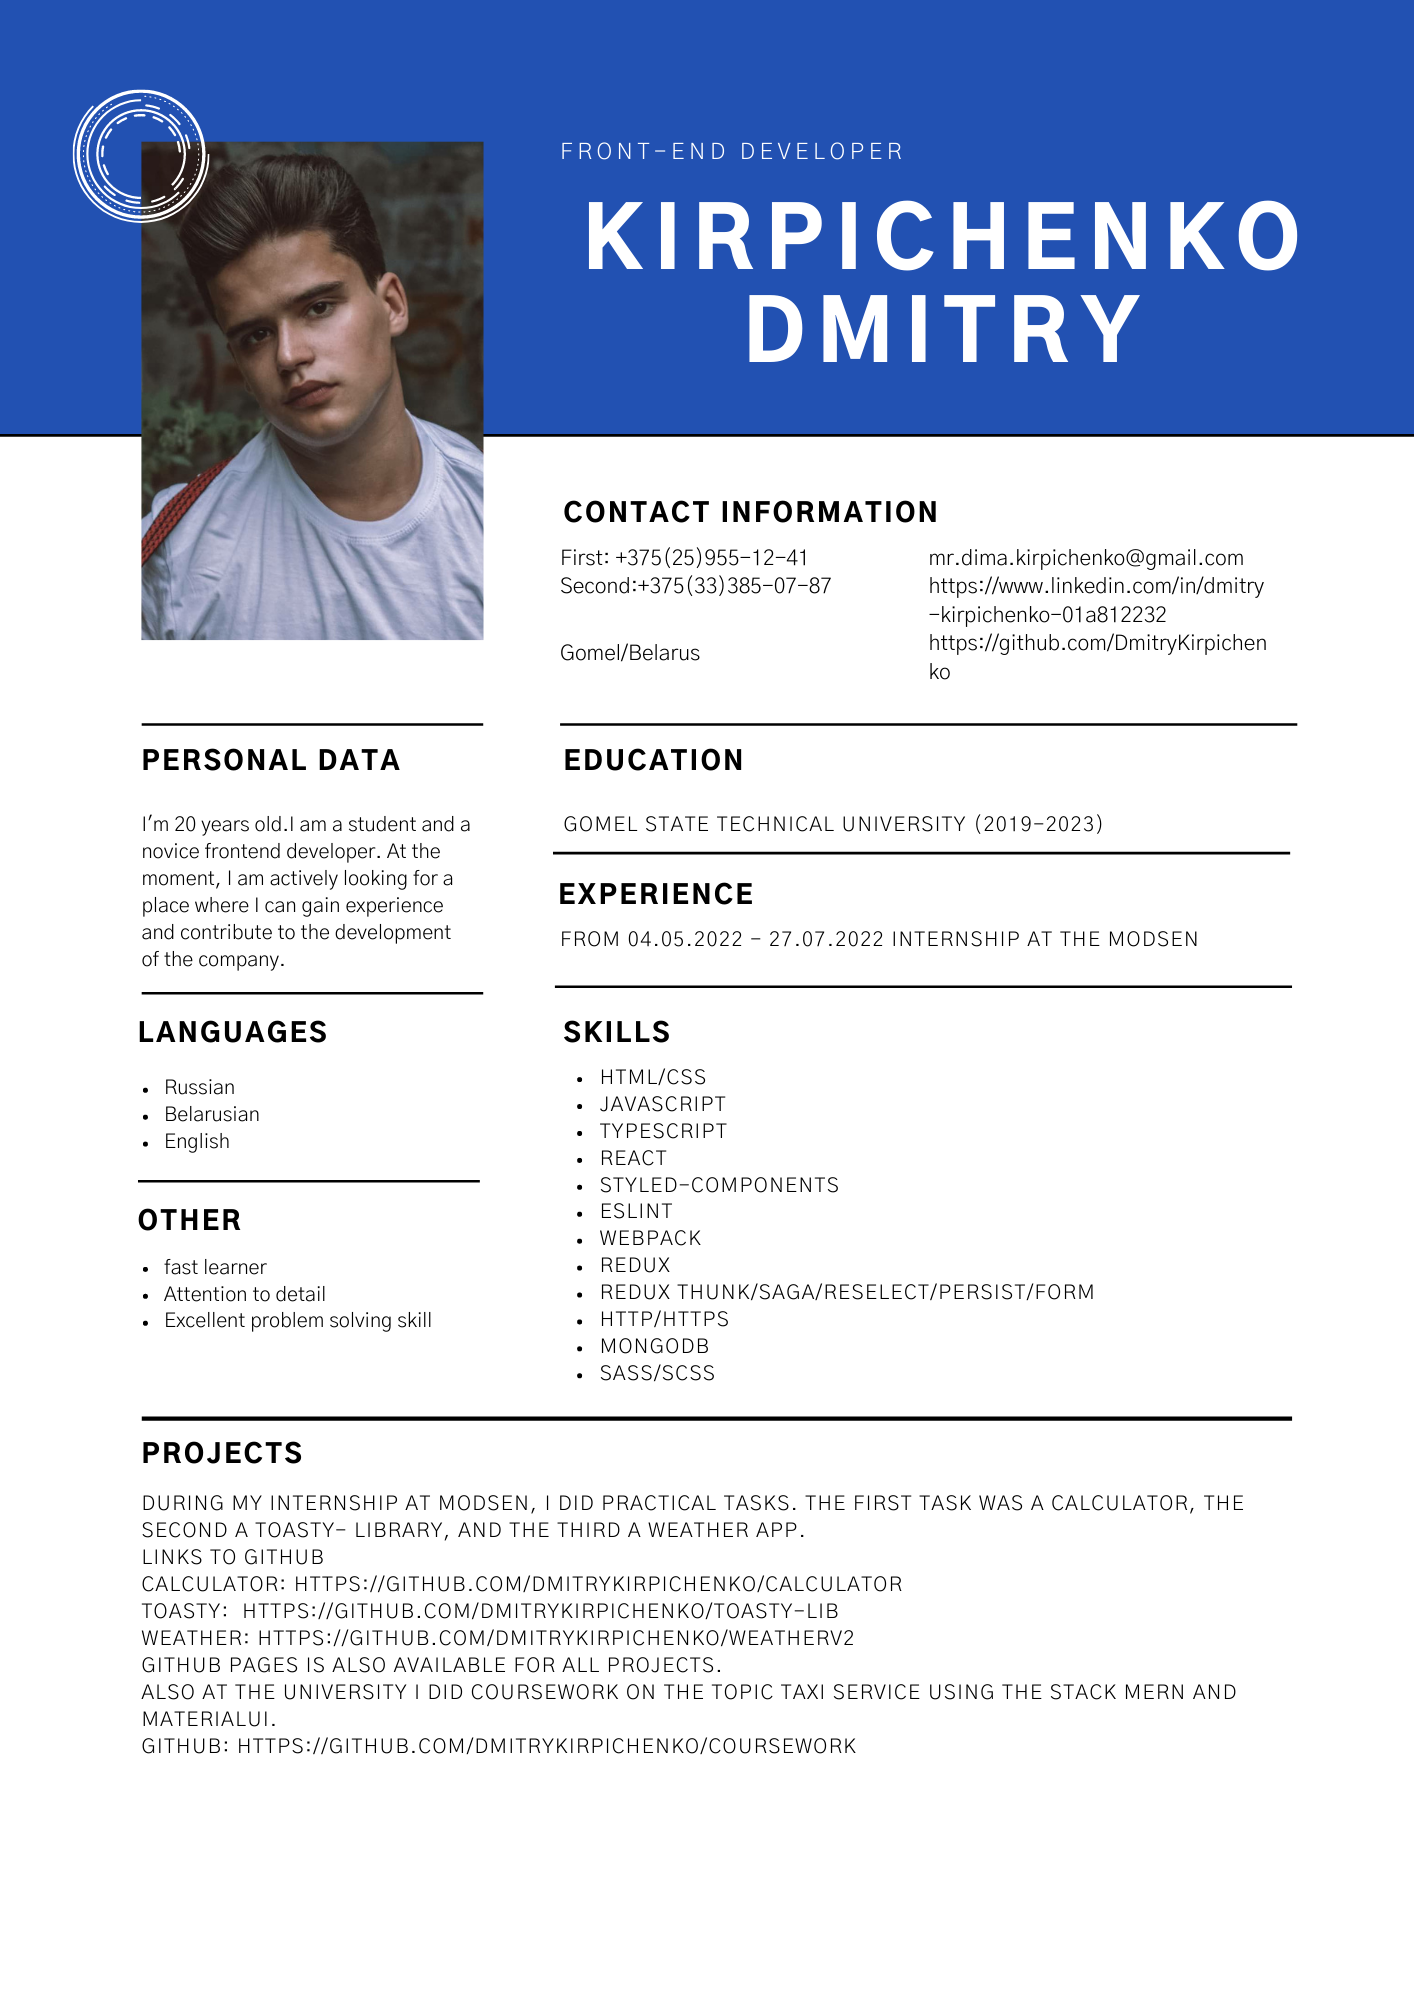 FRONT-END DEVELOPER
KIRPICHENKO
DMITRY
CONTACT INFORMATION
First: +375(25)955-12-41
Second:+375(33)385-07-87
Gomel/Belarus
mr.dima.kirpichenko@gmail.com
https://www.linkedin.com/in/dmitry
-kirpichenko-01a812232
https://github.com/DmitryKirpichen
ko
PERSONAL DATA
I'm 20 years old.I am a student and a
novice frontend developer. At the
moment, I am actively looking for a
place where I can gain experience
and contribute to the development
of the company.
LANGUAGES
• Russian
• Belarusian
• English
OTHER
• fast learner
• Attention to detail
• Excellent problem solving skill
EDUCATION
GOMEL STATE TECHNICAL UNIVERSITY (2019-2023)
EXPERIENCE
FROM 04.05.2022 - 27.07.2022 INTERNSHIP AT THE MODSEN
SKILLS
• HTML/CSS
• JAVASCRIPT
• TYPESCRIPT
• REACT
• STYLED-COMPONENTS
• ESLINT
• WEBPACK
• REDUX
• REDUX THUNK/SAGA/RESELECT/PERSIST/FORM
• HTTP/HTTPS
• MONGODB
• SASS/SCSS
PROJECTS
DURING MY INTERNSHIP AT MODSEN, I DID PRACTICAL TASKS. THE FIRST TASK WAS A CALCULATOR, THE
SECOND A TOASTY- LIBRARY, AND THE THIRD A WEATHER APP.
LINKS TO GITHUB
CALCULATOR: HTTPS://GITHUB.COM/DMITRYKIRPICHENKO/CALCULATOR
TOASTY:  HTTPS://GITHUB.COM/DMITRYKIRPICHENKO/TOASTY-LIB
WEATHER: HTTPS://GITHUB.COM/DMITRYKIRPICHENKO/WEATHERV2
GITHUB PAGES IS ALSO AVAILABLE FOR ALL PROJECTS.
ALSO AT THE UNIVERSITY I DID COURSEWORK ON THE TOPIC TAXI SERVICE USING THE STACK MERN AND
MATERIALUI.
GITHUB: HTTPS://GITHUB.COM/DMITRYKIRPICHENKO/COURSEWORK